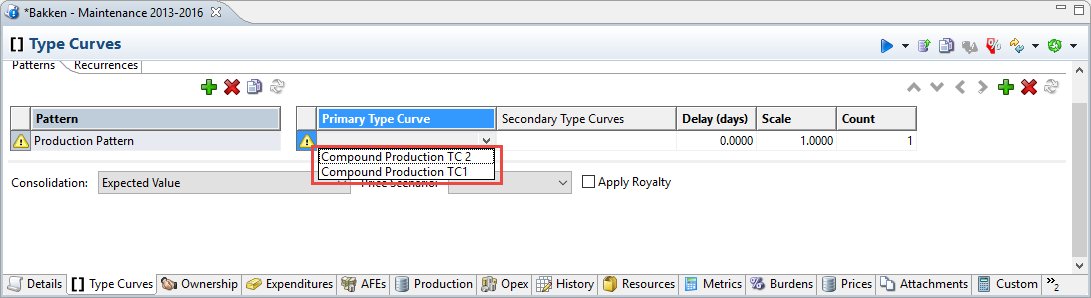 *Bakken - Maintenance 2013-2016
[] Type Curves
Patterns Recurrences
Pattern Primary Type Curve Secondary Type Curves Delay (days) Scale Count
Production Pattern 0.0000 1.0000 1
Compound Production TC 2
Compound Production TC1
Consolidation: Expected Value Price Scenario: Apply Royalty
Details [] Type Curves Ownership Expenditures AFEs Production Opex History Resources Metrics Burdens Prices Attachments Custom »2